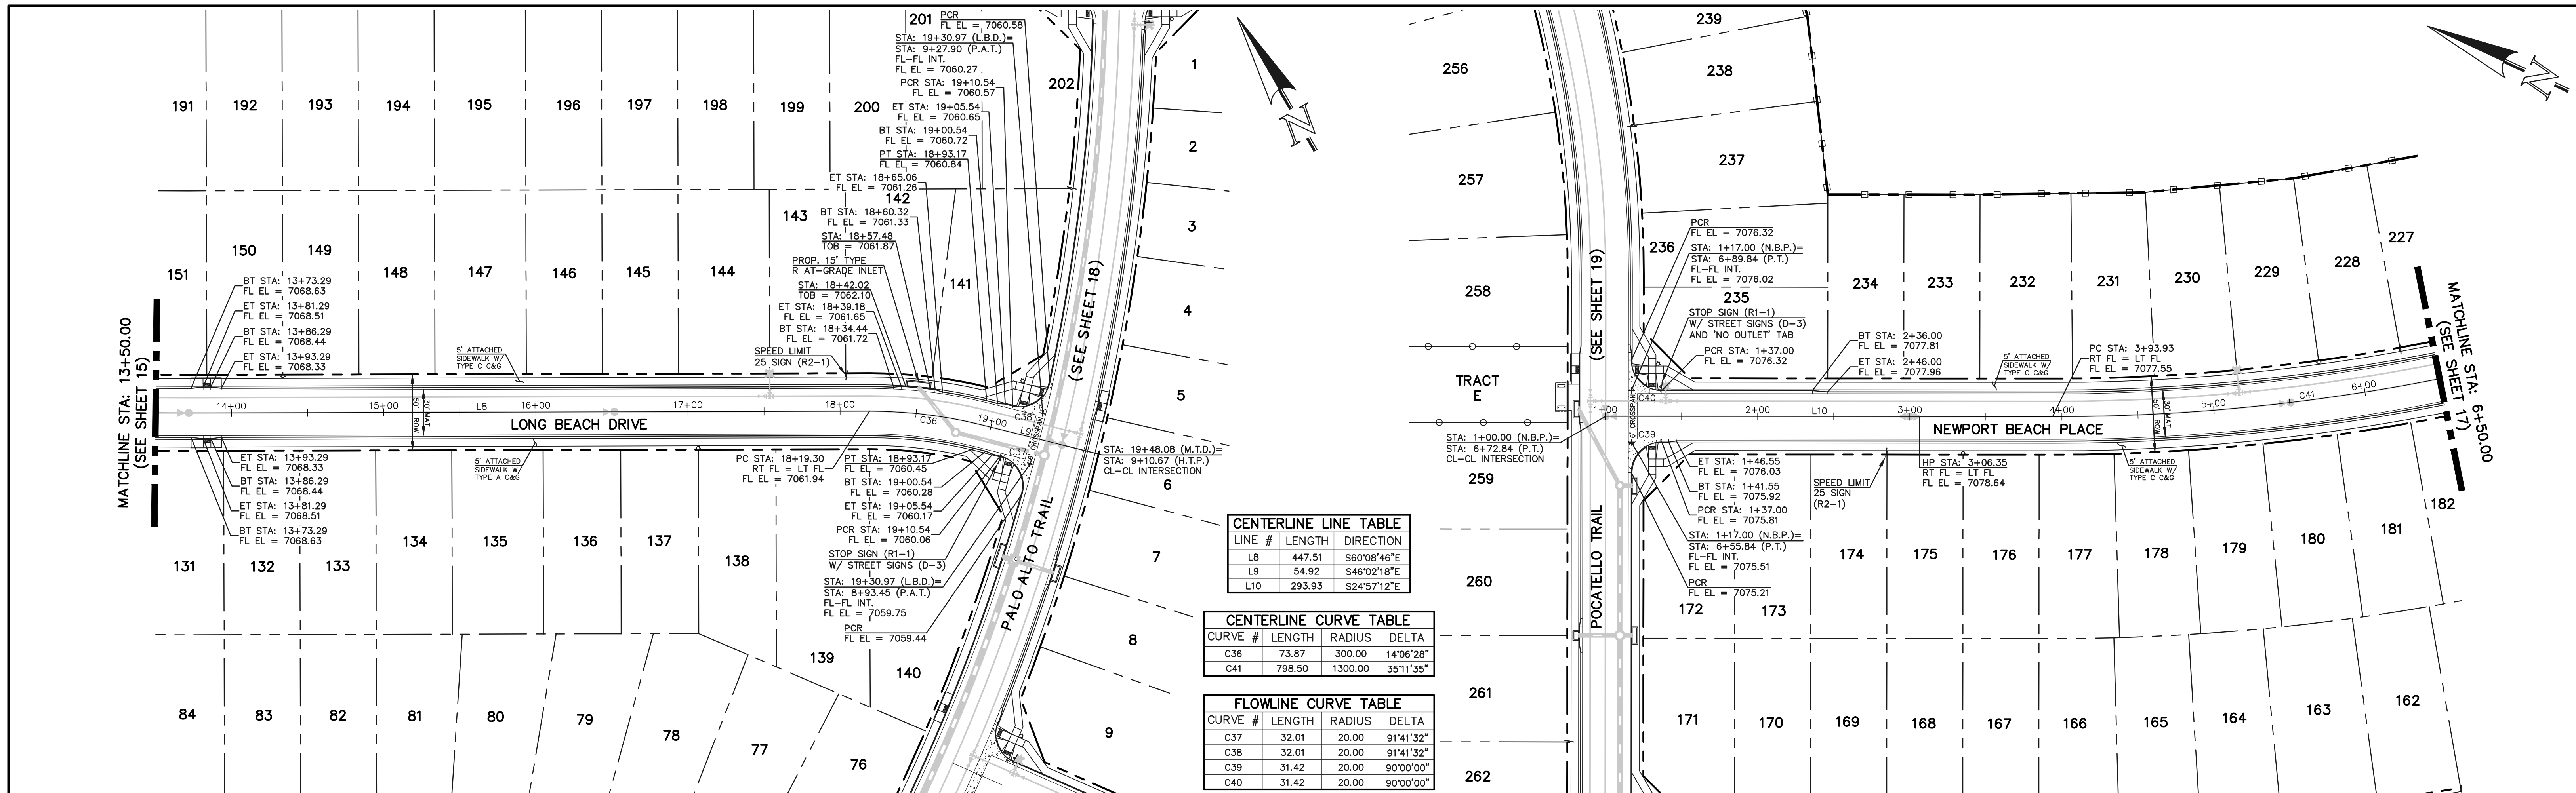 191
192
193
194
195
196
197
198
199
200
201
202
151
150
149
148
147
146
145
144
143
142
141
PCR
FL EL = 7060.58
STA: 19+30.97 (L.B.D.)=
STA: 9+27.90 (P.A.T.)
FL-FL INT.
FL EL = 7060.27
PCR STA: 19+10.54
FL EL = 7060.57
ET STA: 19+05.54
FL EL = 7060.65
BT STA: 19+00.54
FL EL = 7060.72
PT STA: 18+93.17
FL EL = 7060.84
ET STA: 18+65.06
FL EL = 7061.26
BT STA: 18+60.32
FL EL = 7061.33
STA: 18+57.48
TOB = 7061.87
PROP. 15' TYPE
R AT-GRADE INLET
STA: 18+42.02
TOB = 7062.10
ET STA: 18+39.18
FL EL = 7061.65
BT STA: 18+34.44
FL EL = 7061.72
SPEED LIMIT
25 SIGN (R2-1)
BT STA: 13+73.29
FL EL = 7068.63
ET STA: 13+81.29
FL EL = 7068.51
BT STA: 13+86.29
FL EL = 7068.44
ET STA: 13+93.29
FL EL = 7068.33
5' ATTACHED
SIDEWALK W/
TYPE C C&G
MATCHLINE STA: 13+50.00
(SEE SHEET 15)
14+00
15+00
L8
16+00
17+00
18+00
C36
19+00
L9
C38
C37
6' CROSSPAN
30' MAT
50' ROW
LONG BEACH DRIVE
ET STA: 13+93.29
FL EL = 7068.33
BT STA: 13+86.29
FL EL = 7068.44
ET STA: 13+81.29
FL EL = 7068.51
BT STA: 13+73.29
FL EL = 7068.63
5' ATTACHED
SIDEWALK W/
TYPE A C&G
PC STA: 18+19.30
RT FL = LT FL
FL EL = 7061.94
PT STA: 18+93.17
FL EL = 7060.45
BT STA: 19+00.54
FL EL = 7060.28
ET STA: 19+05.54
FL EL = 7060.17
PCR STA: 19+10.54
FL EL = 7060.06
STOP SIGN (R1-1)
W/ STREET SIGNS (D-3)
STA: 19+30.97 (L.B.D.)=
STA: 8+93.45 (P.A.T.)
FL-FL INT.
FL EL = 7059.75
PCR
FL EL = 7059.44
STA: 19+48.08 (M.T.D.)=
STA: 9+10.67 (H.T.P.)
CL-CL INTERSECTION
(SEE SHEET 18)
PALO ALTO TRAIL
131
132
133
134
135
136
137
138
139
140
84
83
82
81
80
79
78
77
76
1
2
3
4
5
6
7
8
9
N
CENTERLINE LINE TABLE
LINE # LENGTH DIRECTION
L8 447.51 S60°08'46"E
L9 54.92 S46°02'18"E
L10 293.93 S24°57'12"E
CENTERLINE CURVE TABLE
CURVE # LENGTH RADIUS DELTA
C36 73.87 300.00 14°06'28"
C41 798.50 1300.00 35°11'35"
FLOWLINE CURVE TABLE
CURVE # LENGTH RADIUS DELTA
C37 32.01 20.00 91°41'32"
C38 32.01 20.00 91°41'32"
C39 31.42 20.00 90°00'00"
C40 31.42 20.00 90°00'00"
256
257
258
TRACT
E
259
260
261
262
STA: 1+00.00 (N.B.P.)=
STA: 6+72.84 (P.T.)
CL-CL INTERSECTION
(SEE SHEET 19)
POCATELLO TRAIL
239
238
237
236
235
234
233
232
231
230
229
228
227
PCR
FL EL = 7076.32
STA: 1+17.00 (N.B.P.)=
STA: 6+89.84 (P.T.)
FL-FL INT.
FL EL = 7076.02
STOP SIGN (R1-1)
W/ STREET SIGNS (D-3)
AND 'NO OUTLET' TAB
PCR STA: 1+37.00
FL EL = 7076.32
BT STA: 2+36.00
FL EL = 7077.81
ET STA: 2+46.00
FL EL = 7077.96
5' ATTACHED
SIDEWALK W/
TYPE C C&G
PC STA: 3+93.93
RT FL = LT FL
FL EL = 7077.55
C40
C39
6' CROSSPAN
1+00
2+00
L10
3+00
4+00
5+00
C41
6+00
30' MAT
50' ROW
NEWPORT BEACH PLACE
MATCHLINE STA: 6+50.00
(SEE SHEET 17)
ET STA: 1+46.55
FL EL = 7076.03
BT STA: 1+41.55
FL EL = 7075.92
PCR STA: 1+37.00
FL EL = 7075.81
STA: 1+17.00 (N.B.P.)=
STA: 6+55.84 (P.T.)
FL-FL INT.
FL EL = 7075.51
PCR
FL EL = 7075.21
SPEED LIMIT
25 SIGN
(R2-1)
HP STA: 3+06.35
RT FL = LT FL
FL EL = 7078.64
5' ATTACHED
SIDEWALK W/
TYPE C C&G
172
173
174
175
176
177
178
179
180
181
182
171
170
169
168
167
166
165
164
163
162
N